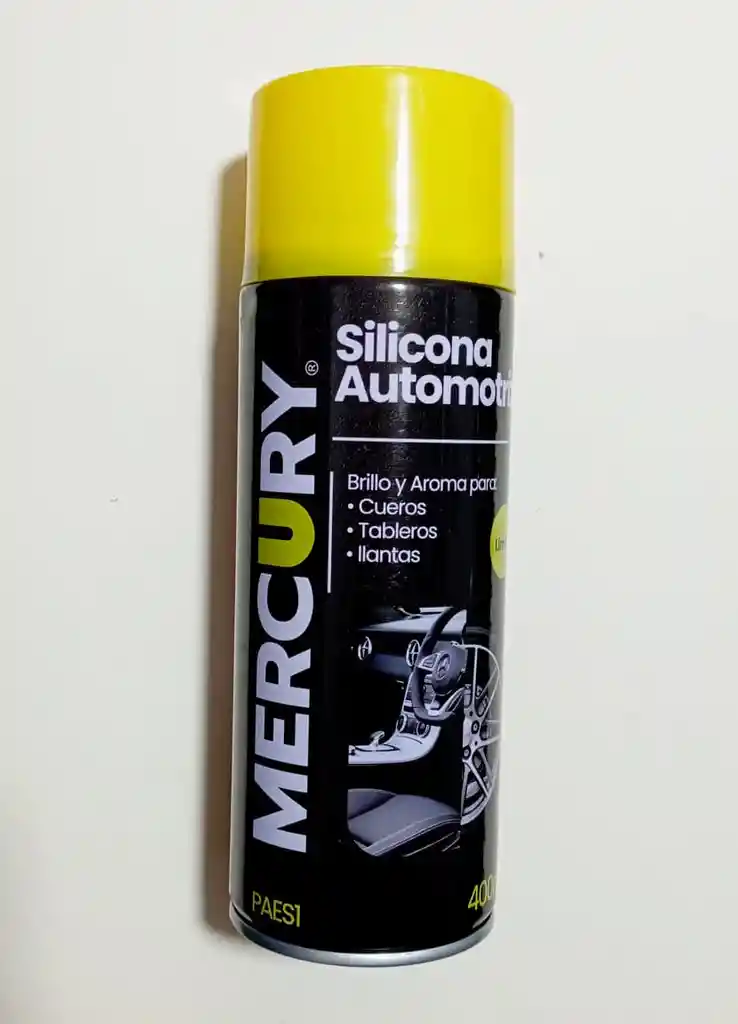 MERCURY®
Silicona
Automotri
Brillo y Aroma para:
• Cueros
• Tableros
• llantas
PAES1
400